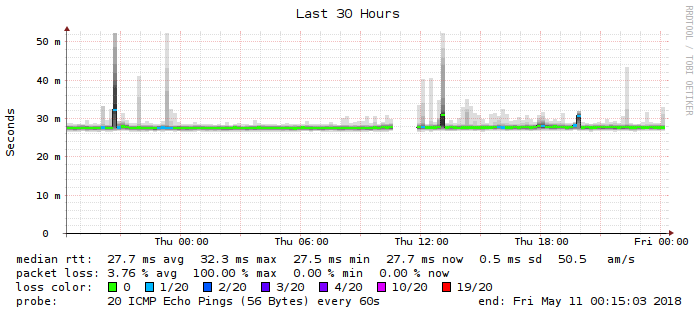 Last 30 Hours
RRDTOOL / TOBI OETIKER
Seconds
50 m
40 m
30 m
20 m
10 m
0
Thu 00:00 Thu 06:00 Thu 12:00 Thu 18:00 Fri 00:00
median rtt: 27.7 ms avg 32.3 ms max 27.5 ms min 27.7 ms now 0.5 ms sd 50.5 am/s
packet loss: 3.76 % avg 100.00 % max 0.00 % min 0.00 % now
loss color: 0 1/20 2/20 3/20 4/20 10/20 19/20
probe: 20 ICMP Echo Pings (56 Bytes) every 60s end: Fri May 11 00:15:03 2018